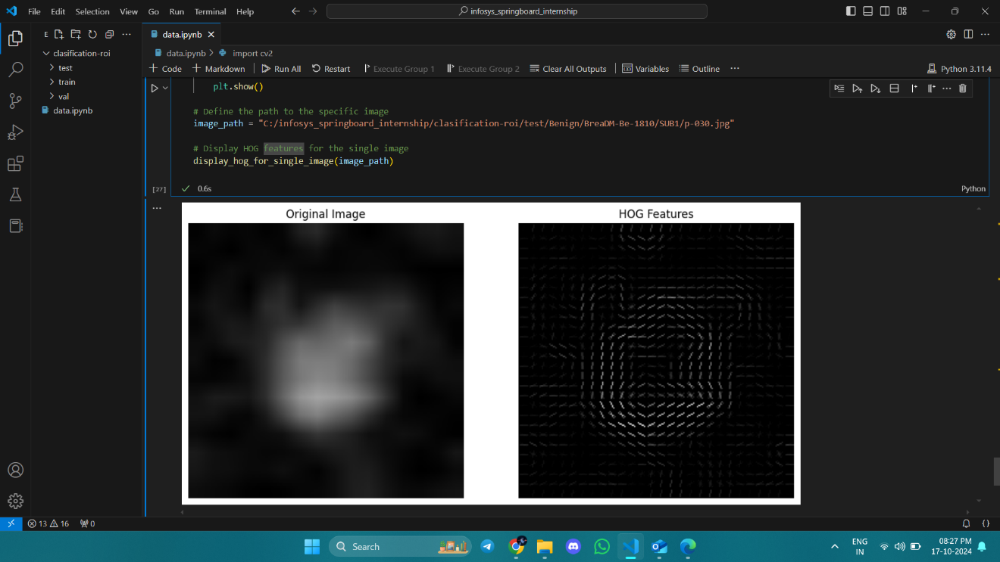 File Edit Selection View Go Run Terminal Help
infosys_springboard_internship
E
data.ipynb
clasification-roi
data.ipynb > import cv2
test
Code Markdown Run All Restart Execute Group 1 Execute Group 2 Clear All Outputs Variables Outline ... Python 3.11.4
train
val
data.ipynb
plt.show()
# Define the path to the specific image
image_path = "C:/infosys_springboard_internship/clasification-roi/test/Benign/BreaDM-Be-1810/SUB1/p-030.jpg"
# Display HOG features for the single image
display_hog_for_single_image(image_path)
[27] 0.6s Python
Original Image
HOG Features
13 16 0
Search
ENG
IN
08:27 PM
17-10-2024